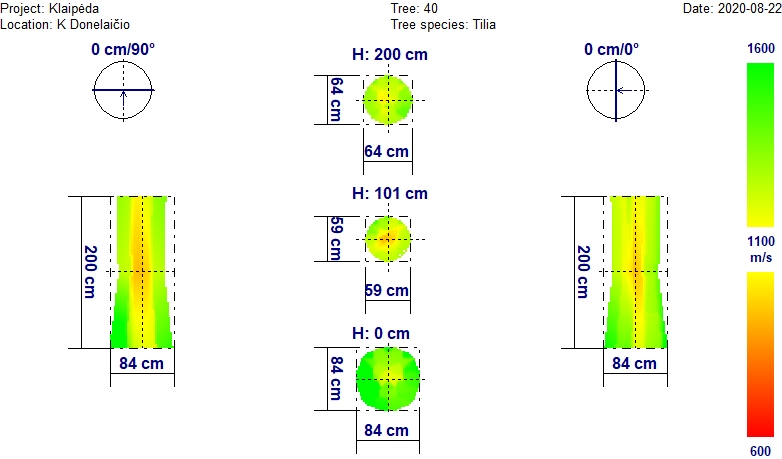 Project: Klaipėda
Tree: 40
Date: 2020-08-22
Location: K Donelaičio
Tree species: Tilia
0 cm/90°
H: 200 cm
0 cm/0°
1600
64 cm
64 cm
H: 101 cm
59 cm
59 cm
200 cm
200 cm
1100
m/s
H: 0 cm
84 cm
84 cm
84 cm
84 cm
600